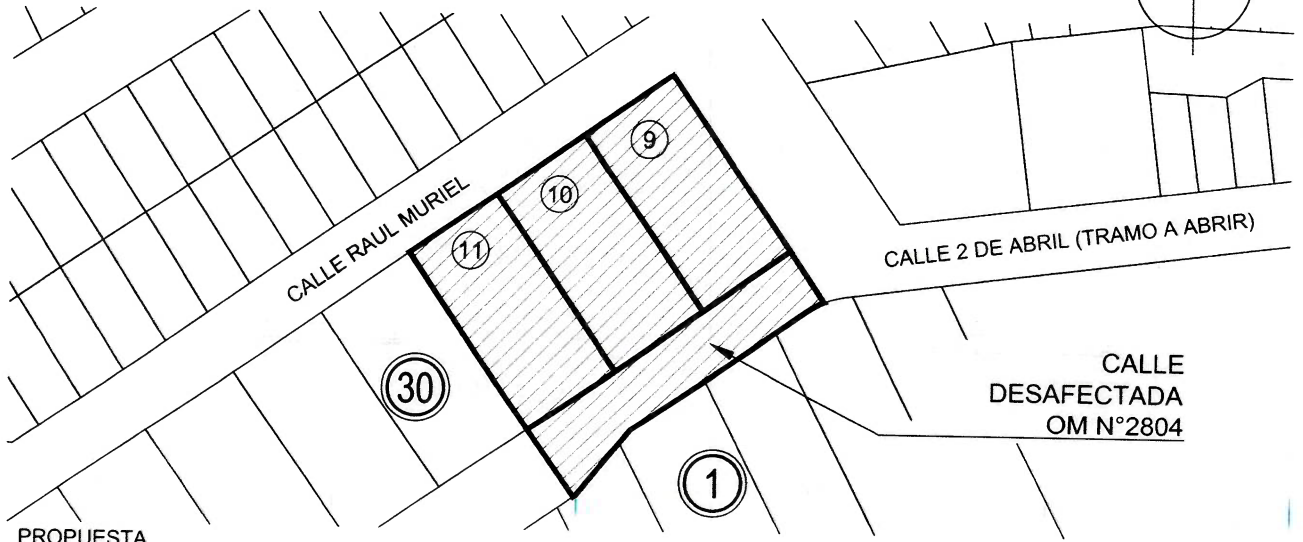 9
10
11
CALLE RAUL MURIEL
CALLE 2 DE ABRIL (TRAMO A ABRIR)
30
CALLE
DESAFECTADA
OM N°2804
1
PROPUESTA